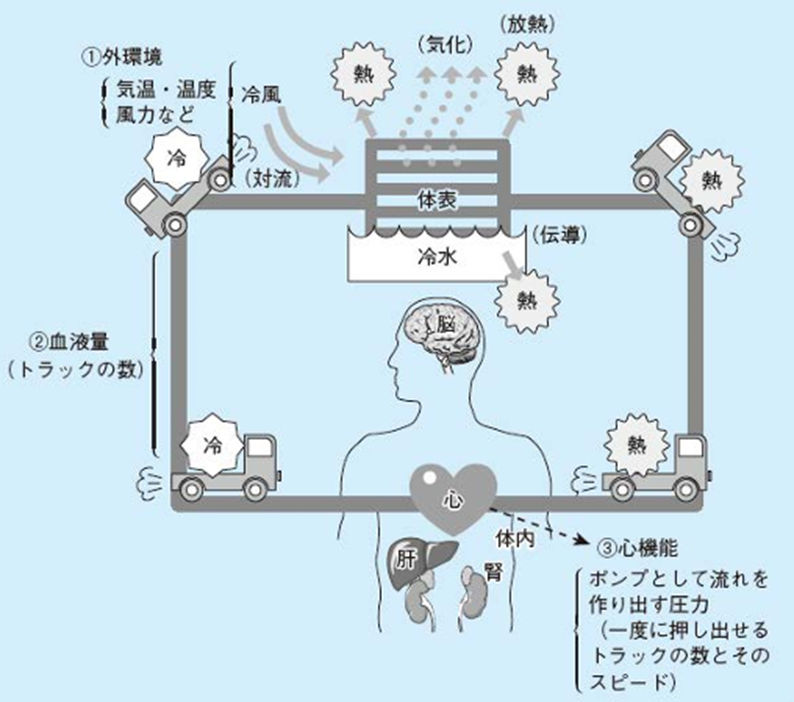 ①外環境
気温・温度
風力など
冷風
(対流)
冷
熱
(気化)
(放熱)
熱
体表
冷水
(伝導)
熱
熱
②血液量
(トラックの数)
冷
脳
熱
心
体内
肝
腎
③心機能
ポンプとして流れを
作り出す圧力
(一度に押し出せる
トラックの数とその
スピード)